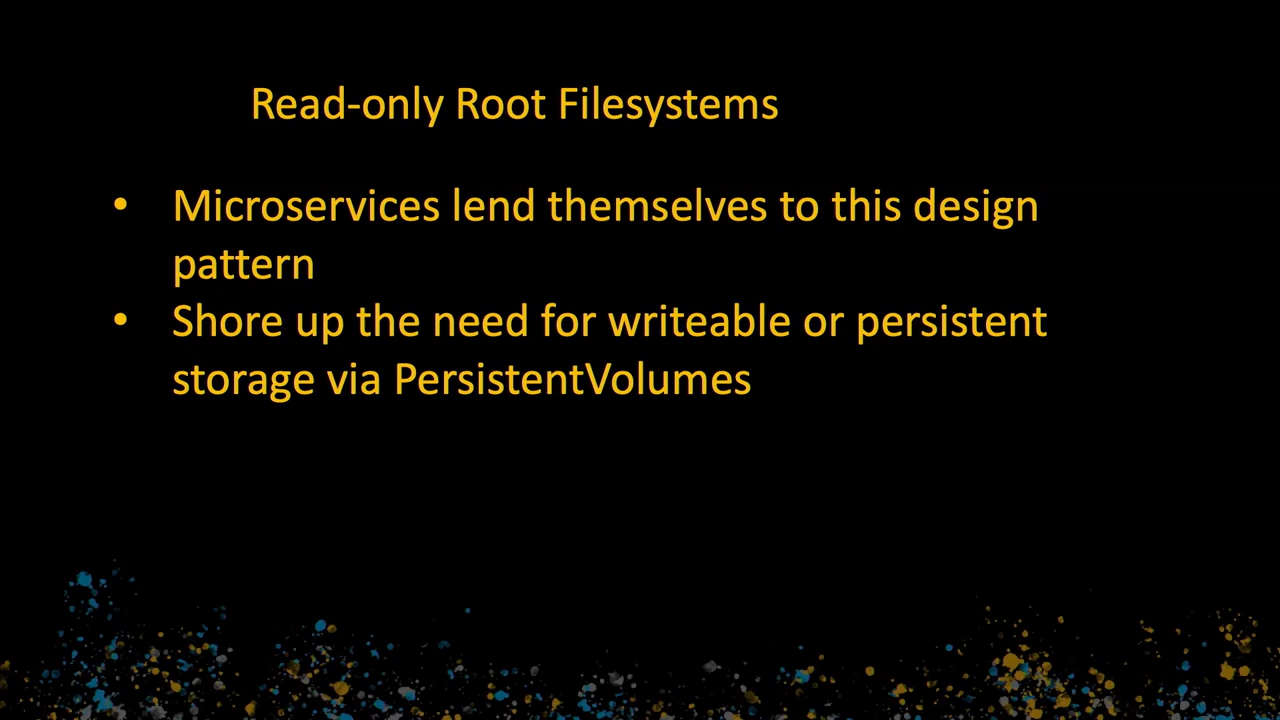 Read-only Root Filesystems
• Microservices lend themselves to this design
pattern
• Shore up the need for writeable or persistent
storage via PersistentVolumes